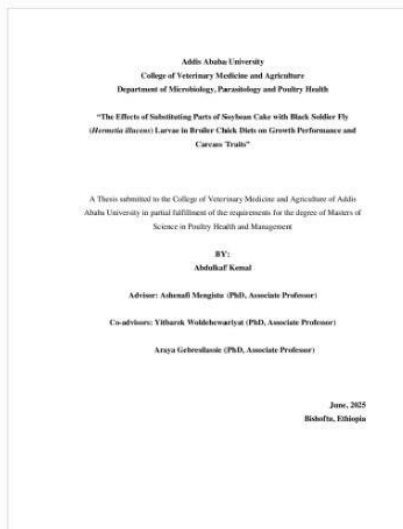 Addis Ababa University
College of Veterinary Medicine and Agriculture
Department of Microbiology, Parasitology and Poultry Health
“The Effects of Substituting Parts of Soybean Cake with Black Soldier Fly
(Hermetia illucens) Larvae in Broiler Chick Diets on Growth Performance and
Carcass Traits”
A Thesis submitted to the College of Veterinary Medicine and Agriculture of Addis
Ababa University in partial fulfillment of the requirements for the degree of Masters of
Science in Poultry Health and Management
BY:
Abdulkaf Kemal
Advisor: Ashenafi Mengistu (PhD, Associate Professor)
Co-advisors: Yitbarek Woldehawariyat (PhD, Associate Professor)
Araya Gebresilassie (PhD, Associate Professor)
June, 2025
Bishoftu, Ethiopia